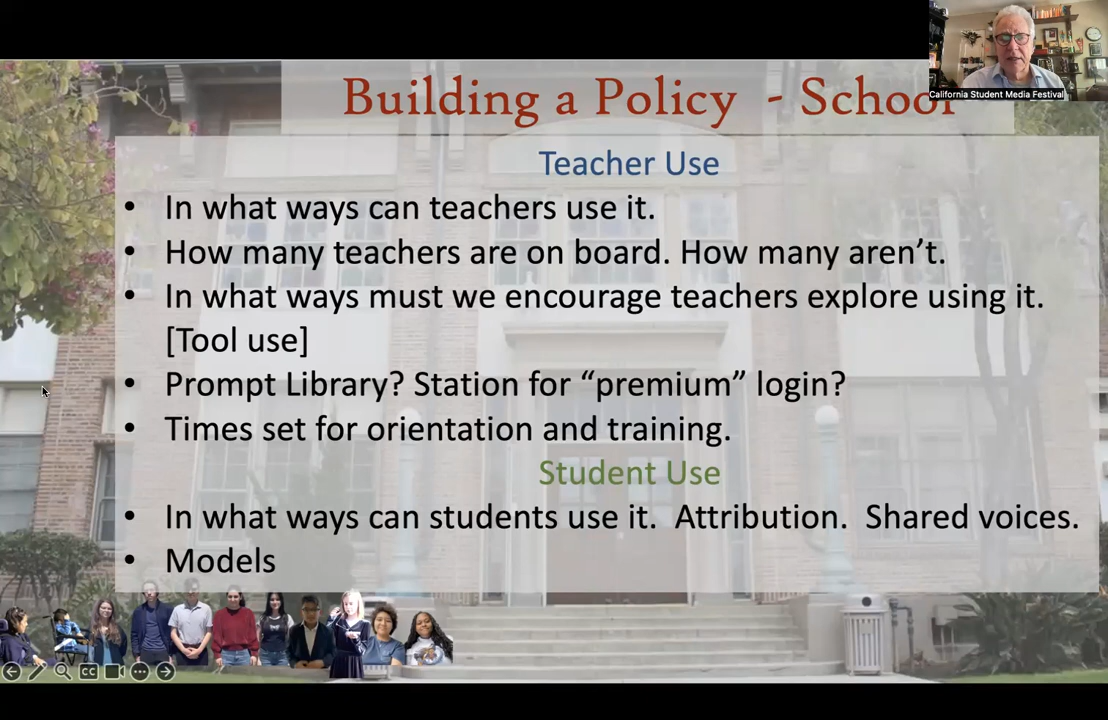 California Student Media Festival
Building a Policy - School
Teacher Use
• In what ways can teachers use it.
• How many teachers are on board. How many aren’t.
• In what ways must we encourage teachers explore using it.
[Tool use]
• Prompt Library? Station for “premium” login?
• Times set for orientation and training.
Student Use
• In what ways can students use it. Attribution. Shared voices.
• Models
CC